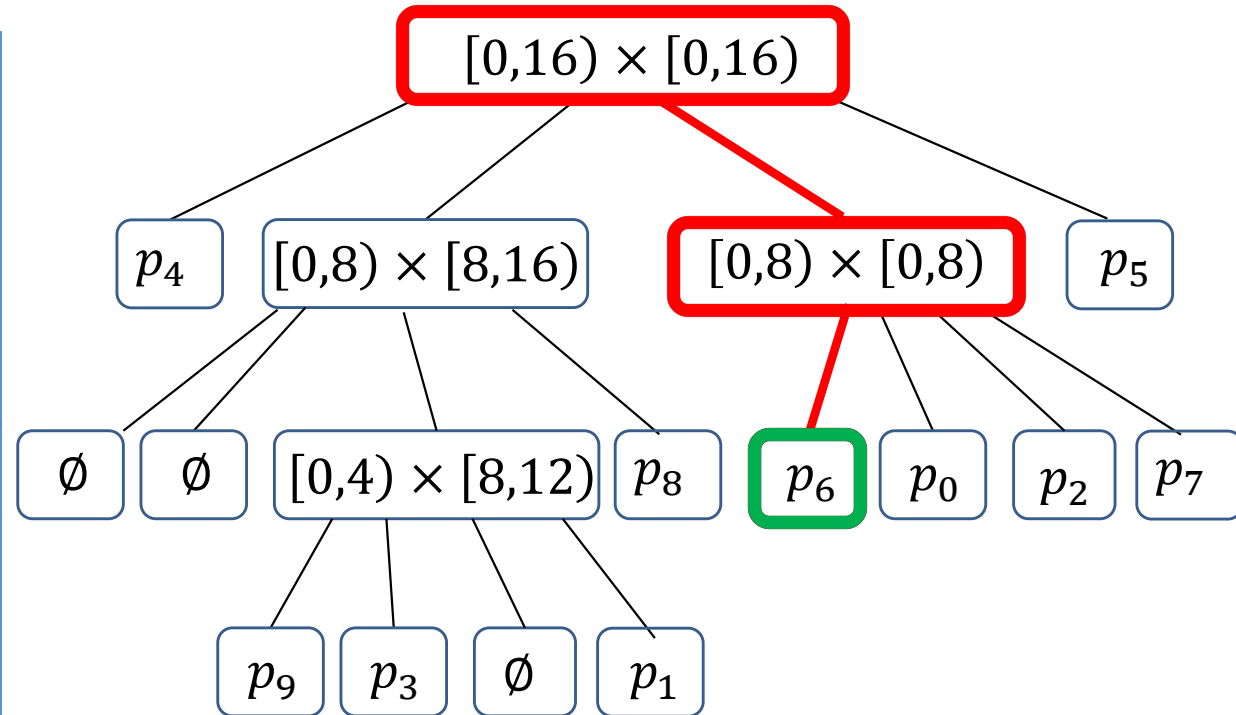 [0,16) × [0,16)
p₄ [0,8) × [8,16) [0,8) × [0,8) p₅
∅ ∅ [0,4) × [8,12) p₈ p₆ p₀ p₂ p₇
p₉ p₃ ∅ p₁